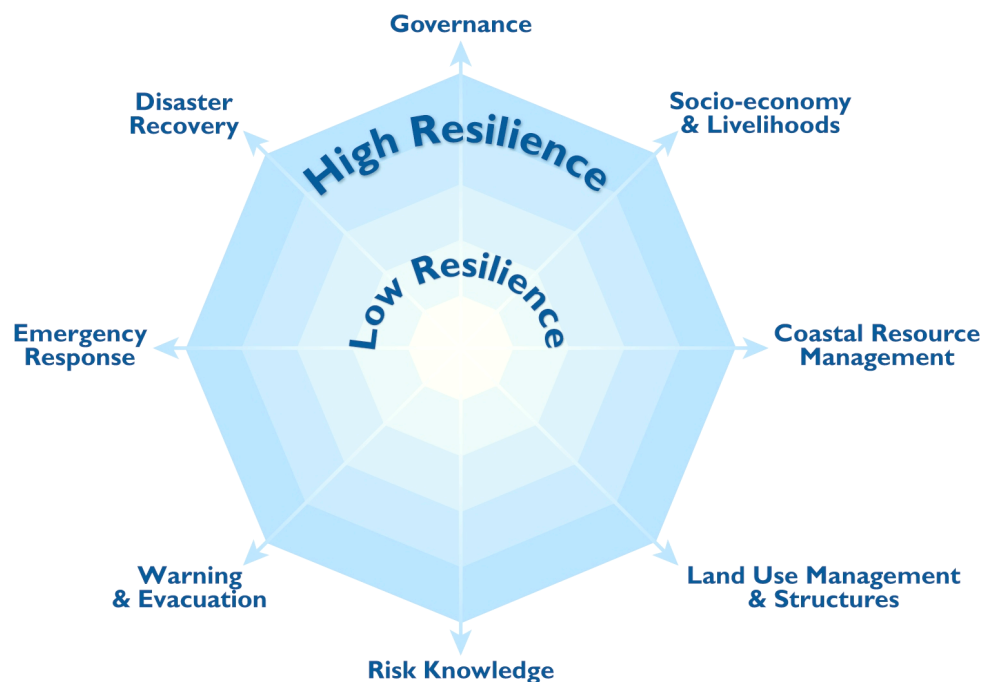 Governance
Disaster
Recovery
Socio-economy
& Livelihoods
High Resilience
Low Resilience
Emergency
Response
Coastal Resource
Management
Warning
& Evacuation
Land Use Management
& Structures
Risk Knowledge